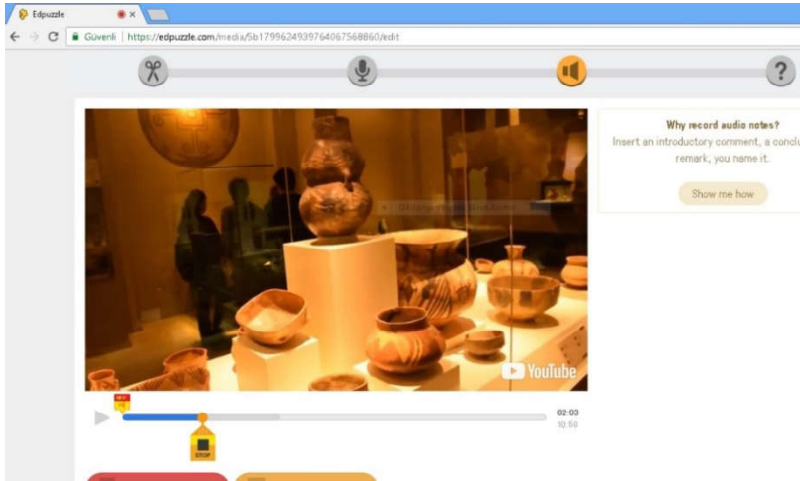 Edpuzzle
Güvenli | https://edpuzzle.com/media/5b1799624939764067568860/edit
Why record audio notes?
Insert an introductory comment, a conclu
remark, you name it.
Show me how
YouTube
02:03
10:50
STOP